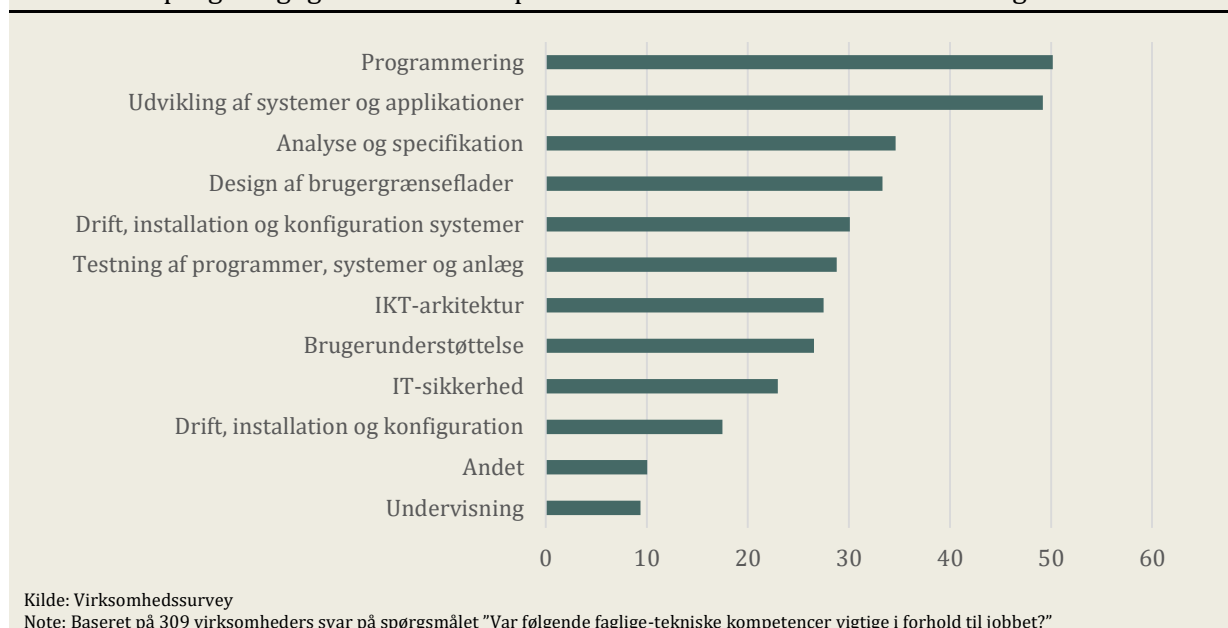 Programmering
Udvikling af systemer og applikationer
Analyse og specifikation
Design af brugergrænseflader
Drift, installation og konfiguration systemer
Testning af programmer, systemer og anlæg
IKT-arkitektur
Brugerunderstøttelse
IT-sikkerhed
Drift, installation og konfiguration
Andet
Undervisning
0 10 20 30 40 50 60
Kilde: Virksomhedssurvey
Note: Baseret på 309 virksomheders svar på spørgsmålet ”Var følgende faglige-tekniske kompetencer vigtige i forhold til jobbet?”